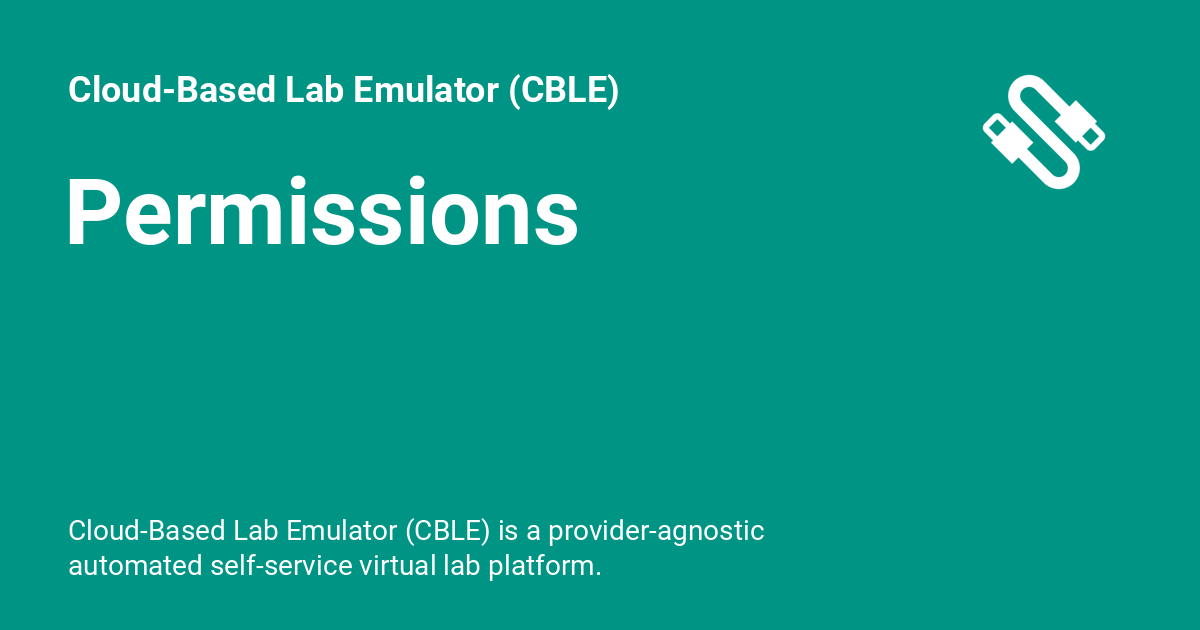 Cloud-Based Lab Emulator (CBLE)
Permissions
Cloud-Based Lab Emulator (CBLE) is a provider-agnostic
automated self-service virtual lab platform.